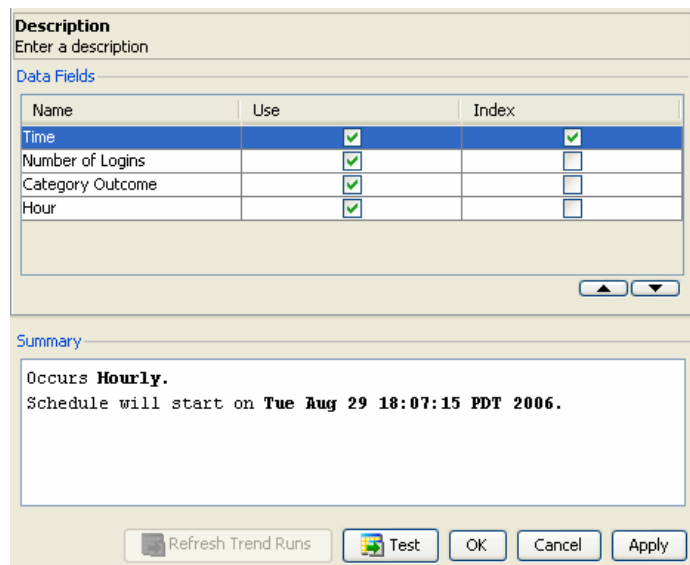 Description
Enter a description
Data Fields
Name Use Index
Time
Number of Logins
Category Outcome
Hour
Summary
Occurs Hourly.
Schedule will start on Tue Aug 29 18:07:15 PDT 2006.
Refresh Trend Runs Test OK Cancel Apply